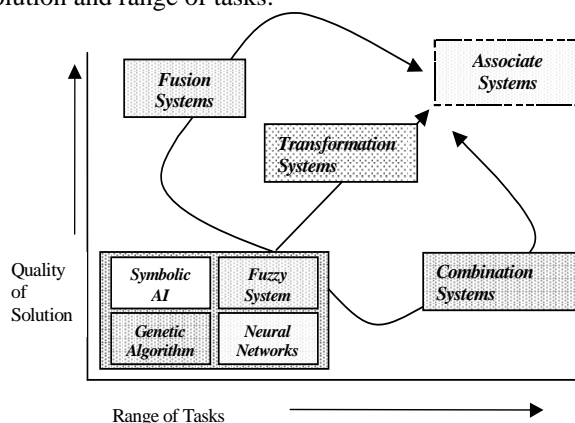 olution and range of tasks.
Fusion
Systems
Associate
Systems
Transformation
Systems
Quality
of
Solution
Symbolic
AI
Fuzzy
System
Combination
Systems
Genetic
Algorithm
Neural
Networks
Range of Tasks